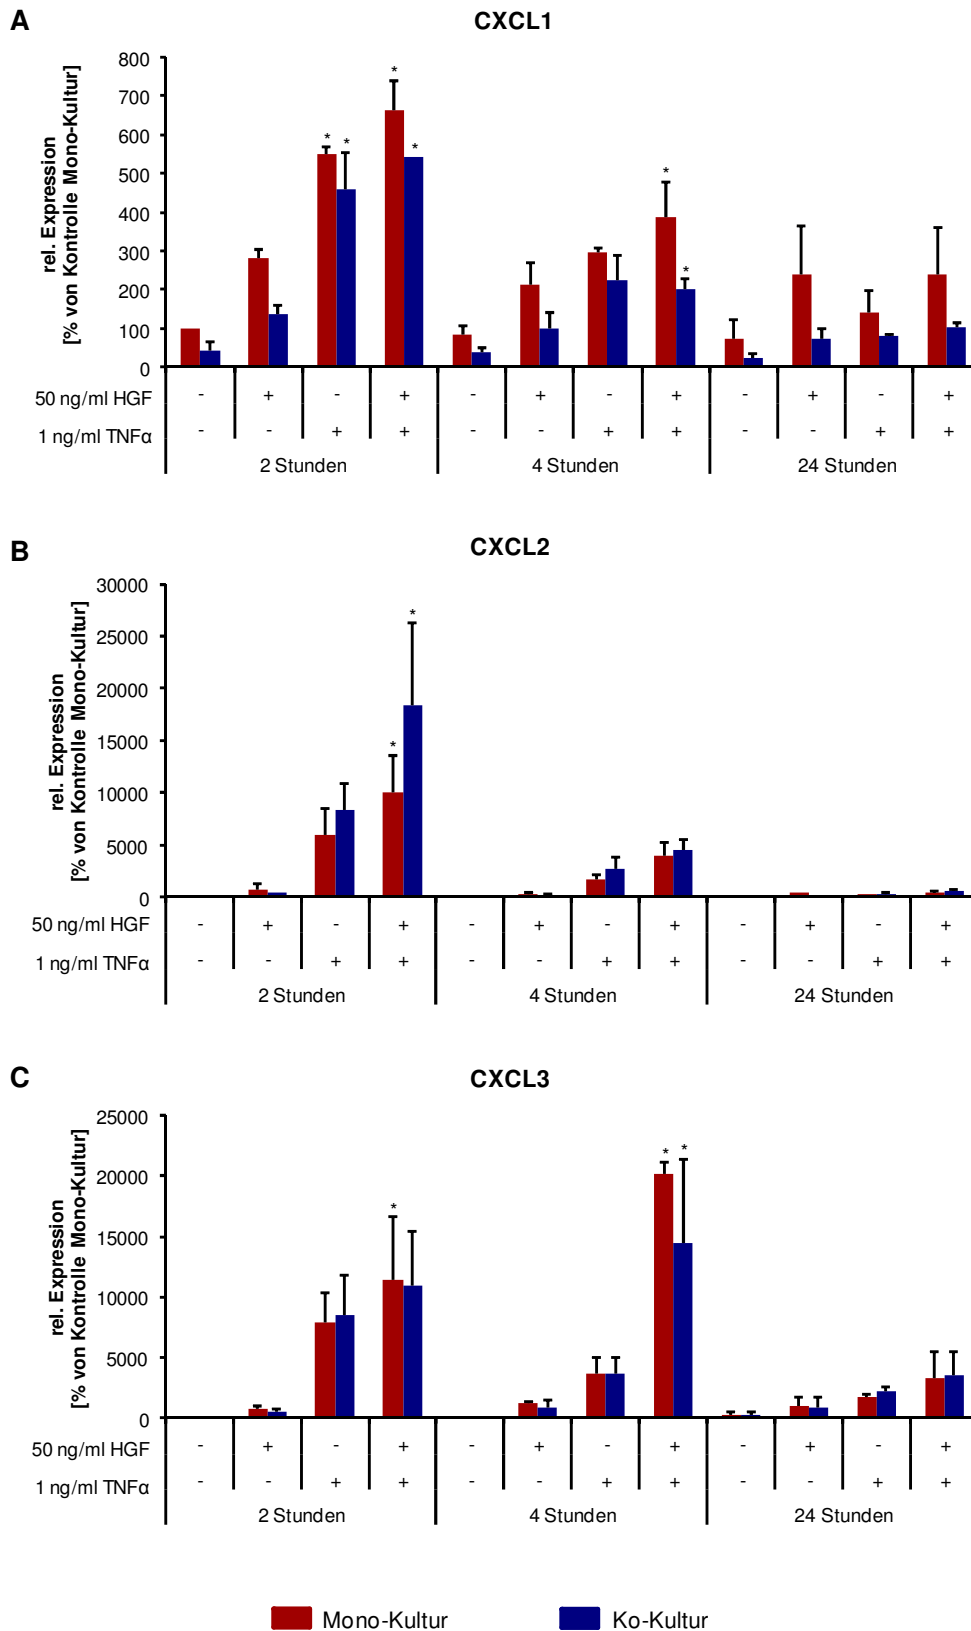 A
CXCL1
rel. Expression
[% von Kontrolle Mono-Kultur]
800
700
600
500
400
300
200
100
0
* * * * * *
50 ng/ml HGF - + - + - + - + - + - +
1 ng/ml TNFα - - + + - - + + - - + +
2 Stunden 4 Stunden 24 Stunden
B
CXCL2
rel. Expression
[% von Kontrolle Mono-Kultur]
30000
25000
20000
15000
10000
5000
0
* *
50 ng/ml HGF - + - + - + - + - + - +
1 ng/ml TNFα - - + + - - + + - - + +
2 Stunden 4 Stunden 24 Stunden
C
CXCL3
rel. Expression
[% von Kontrolle Mono-Kultur]
25000
20000
15000
10000
5000
0
* * *
50 ng/ml HGF - + - + - + - + - + - +
1 ng/ml TNFα - - + + - - + + - - + +
2 Stunden 4 Stunden 24 Stunden
Mono-Kultur Ko-Kultur